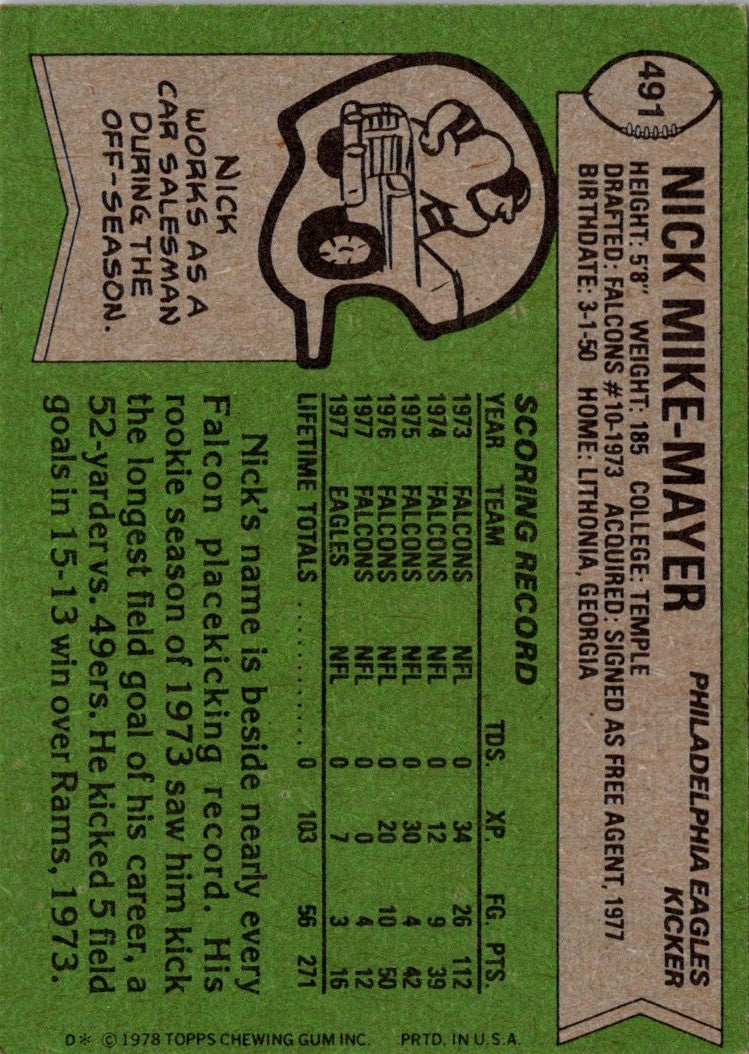 491
NICK MIKE-MAYER
PHILADELPHIA EAGLES
KICKER
HEIGHT: 5'8" WEIGHT: 185 COLLEGE: TEMPLE
DRAFTED: FALCONS #10-1973 ACQUIRED: SIGNED AS FREE AGENT, 1977
BIRTHDATE: 3-1-50 HOME: LITHONIA, GEORGIA
NICK
WORKS AS A
CAR SALESMAN
DURING THE
OFF-SEASON.
SCORING RECORD
YEAR TEAM TDS. XP. FG. PTS.
1973 FALCONS NFL 0 34 26 112
1974 FALCONS NFL 0 12 9 39
1975 FALCONS NFL 0 30 4 42
1976 FALCONS NFL 0 20 10 50
1977 FALCONS NFL 0 0 4 12
1977 EAGLES NFL 0 7 3 16
LIFETIME TOTALS .......... 0 103 56 271
Nick's name is beside nearly every
Falcon placekicking record. His
rookie season of 1973 saw him kick
the longest field goal of his career, a
52-yarder vs. 49ers. He kicked 5 field
goals in 15-13 win over Rams, 1973.
D* © 1978 TOPPS CHEWING GUM INC. PRTD. IN U.S.A.